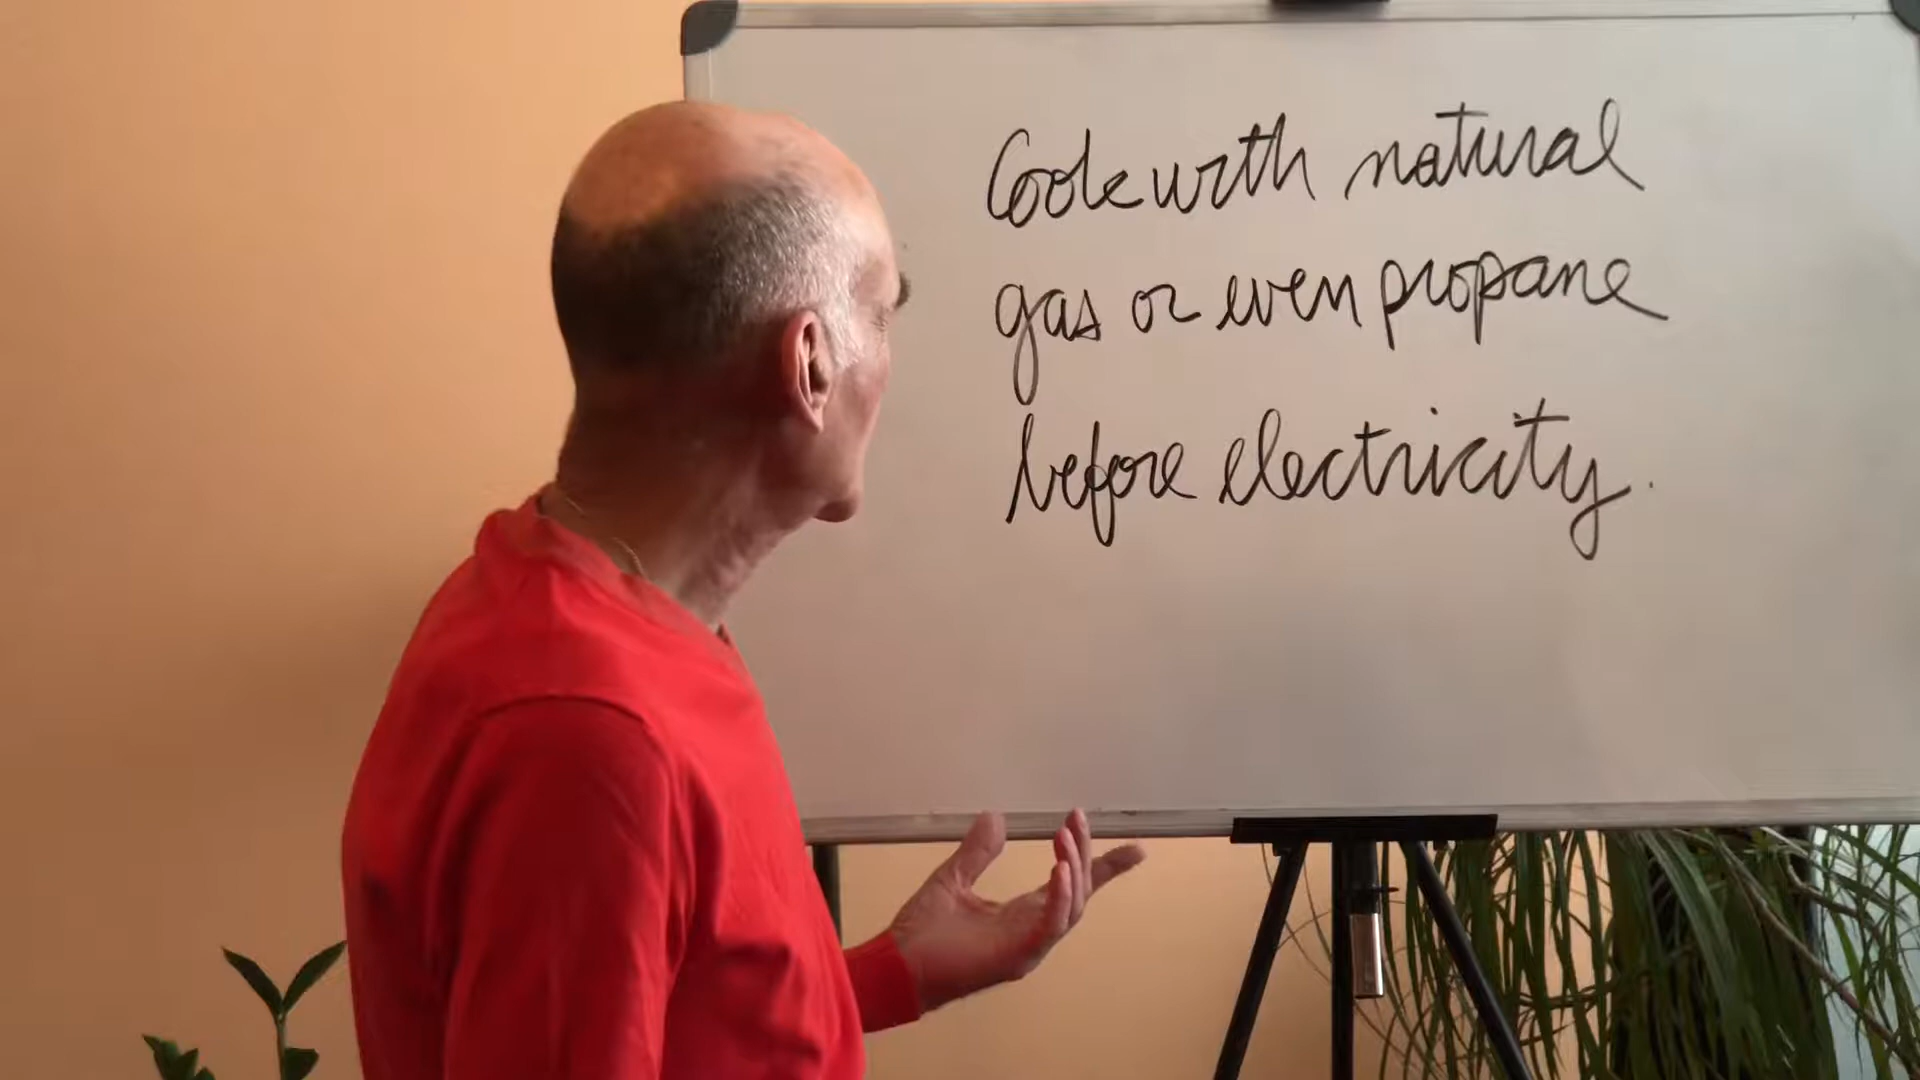 Cook with natural
gas or even propane
before electricity.